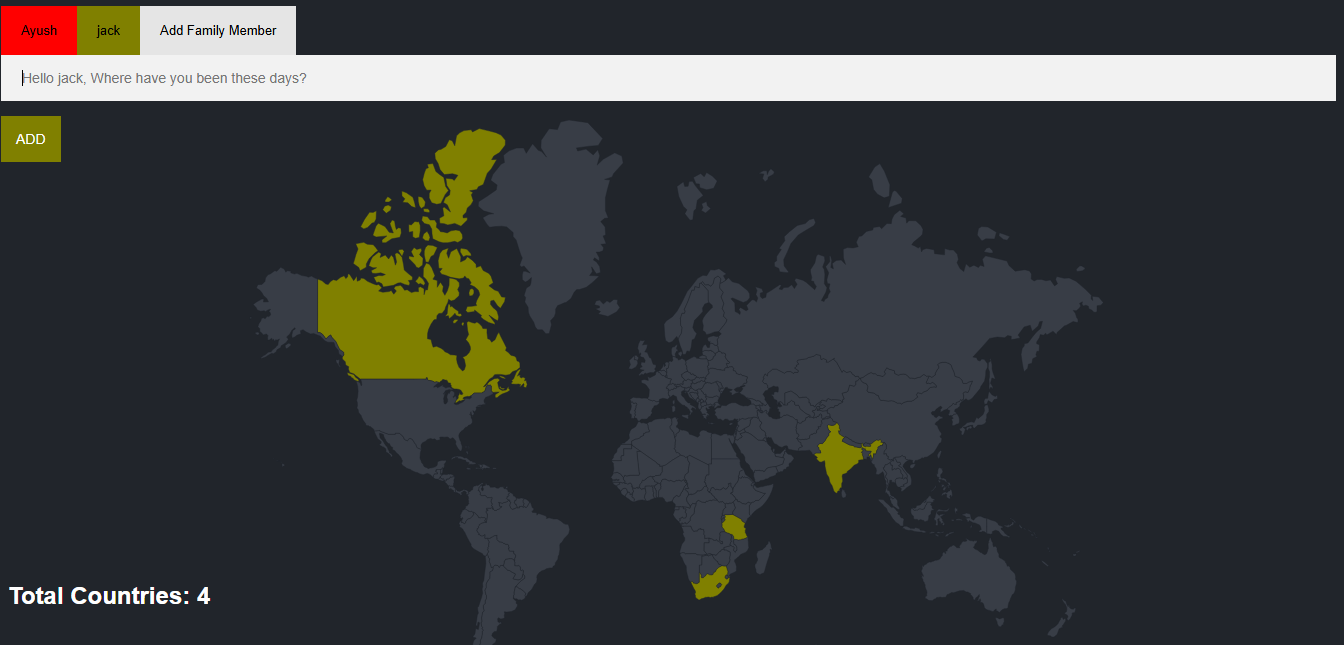 Ayush jack Add Family Member
Hello jack, Where have you been these days?
ADD
Total Countries: 4